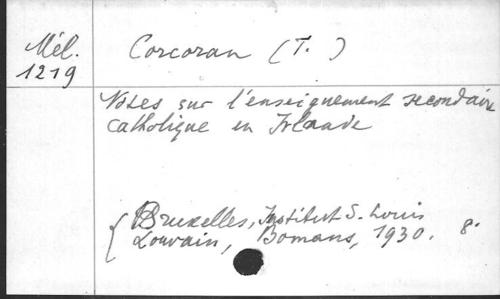 Mél. 1219
Corcoran (T.)
Notes sur l'enseignement secondaire
catholique en Irlande
Bruxelles, Institut S. Louis
Louvain, Bomans, 1930. 8°